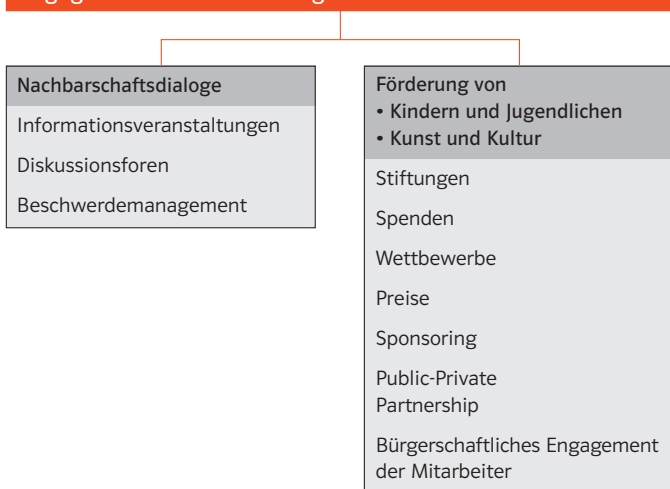 Nachbarschaftsdialoge
Informationsveranstaltungen
Diskussionsforen
Beschwerdemanagement
Förderung von
• Kindern und Jugendlichen
• Kunst und Kultur
Stiftungen
Spenden
Wettbewerbe
Preise
Sponsoring
Public-Private
Partnership
Bürgerschaftliches Engagement
der Mitarbeiter